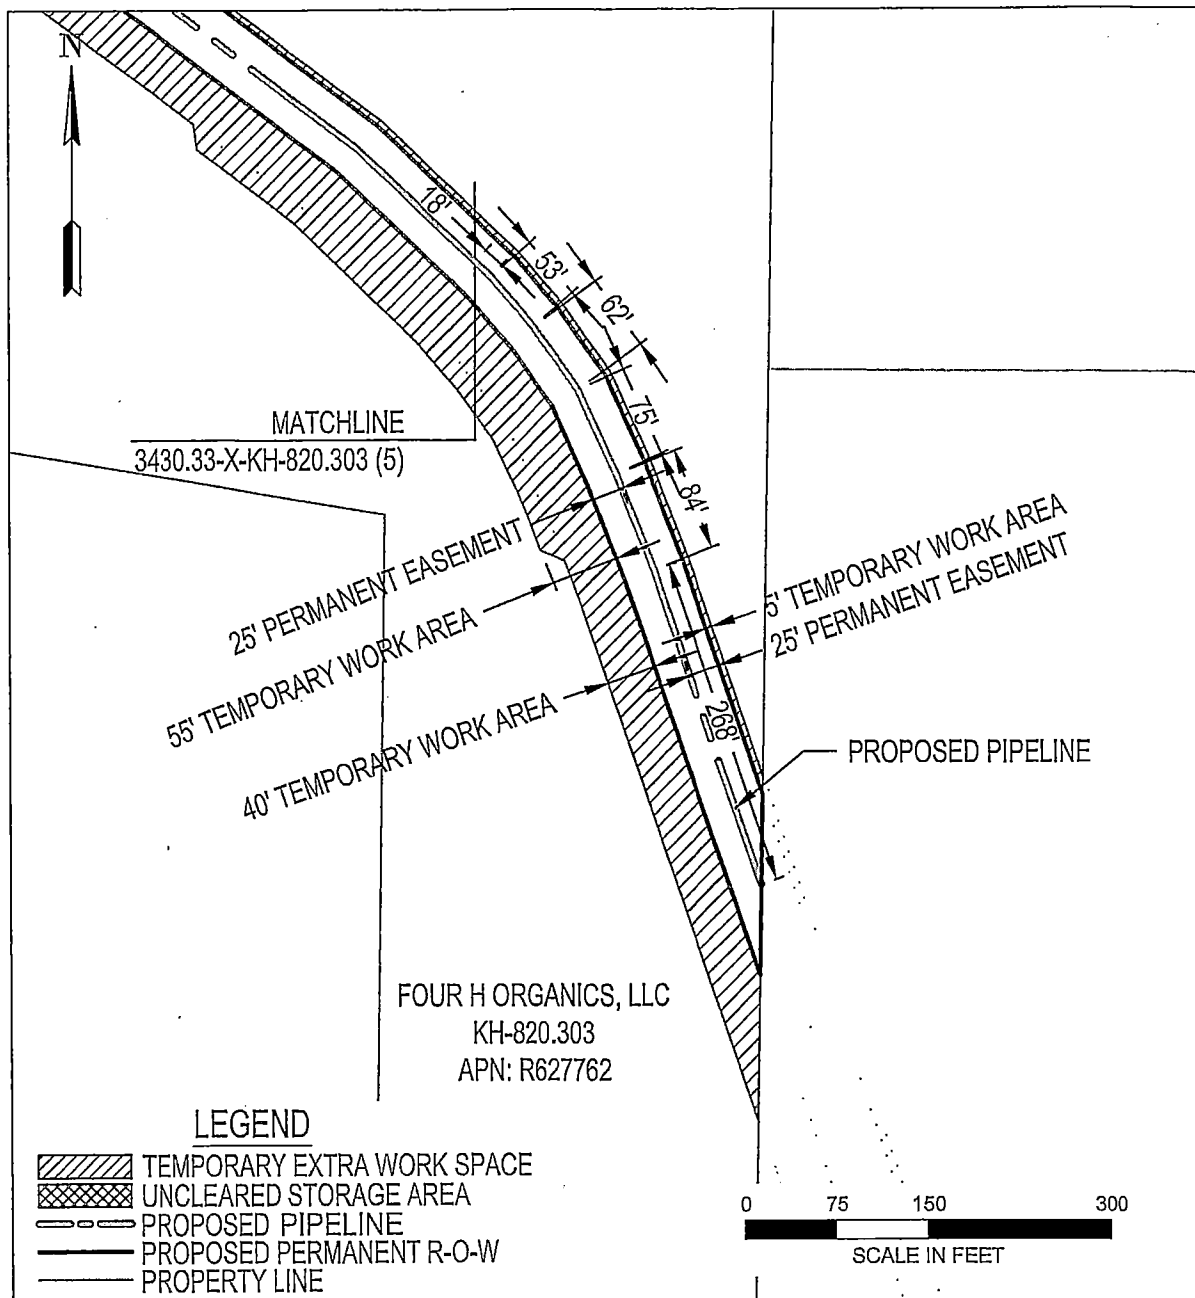 N
18'
53'
62'
75'
84'
MATCHLINE
3430.33-X-KH-820.303 (5)
25' PERMANENT EASEMENT
55' TEMPORARY WORK AREA
40' TEMPORARY WORK AREA
5' TEMPORARY WORK AREA
25' PERMANENT EASEMENT
268'
PROPOSED PIPELINE
FOUR H ORGANICS, LLC
KH-820.303
APN: R627762
LEGEND
TEMPORARY EXTRA WORK SPACE
UNCLEARED STORAGE AREA
PROPOSED PIPELINE
PROPOSED PERMANENT R-O-W
PROPERTY LINE
0 75 150 300
SCALE IN FEET